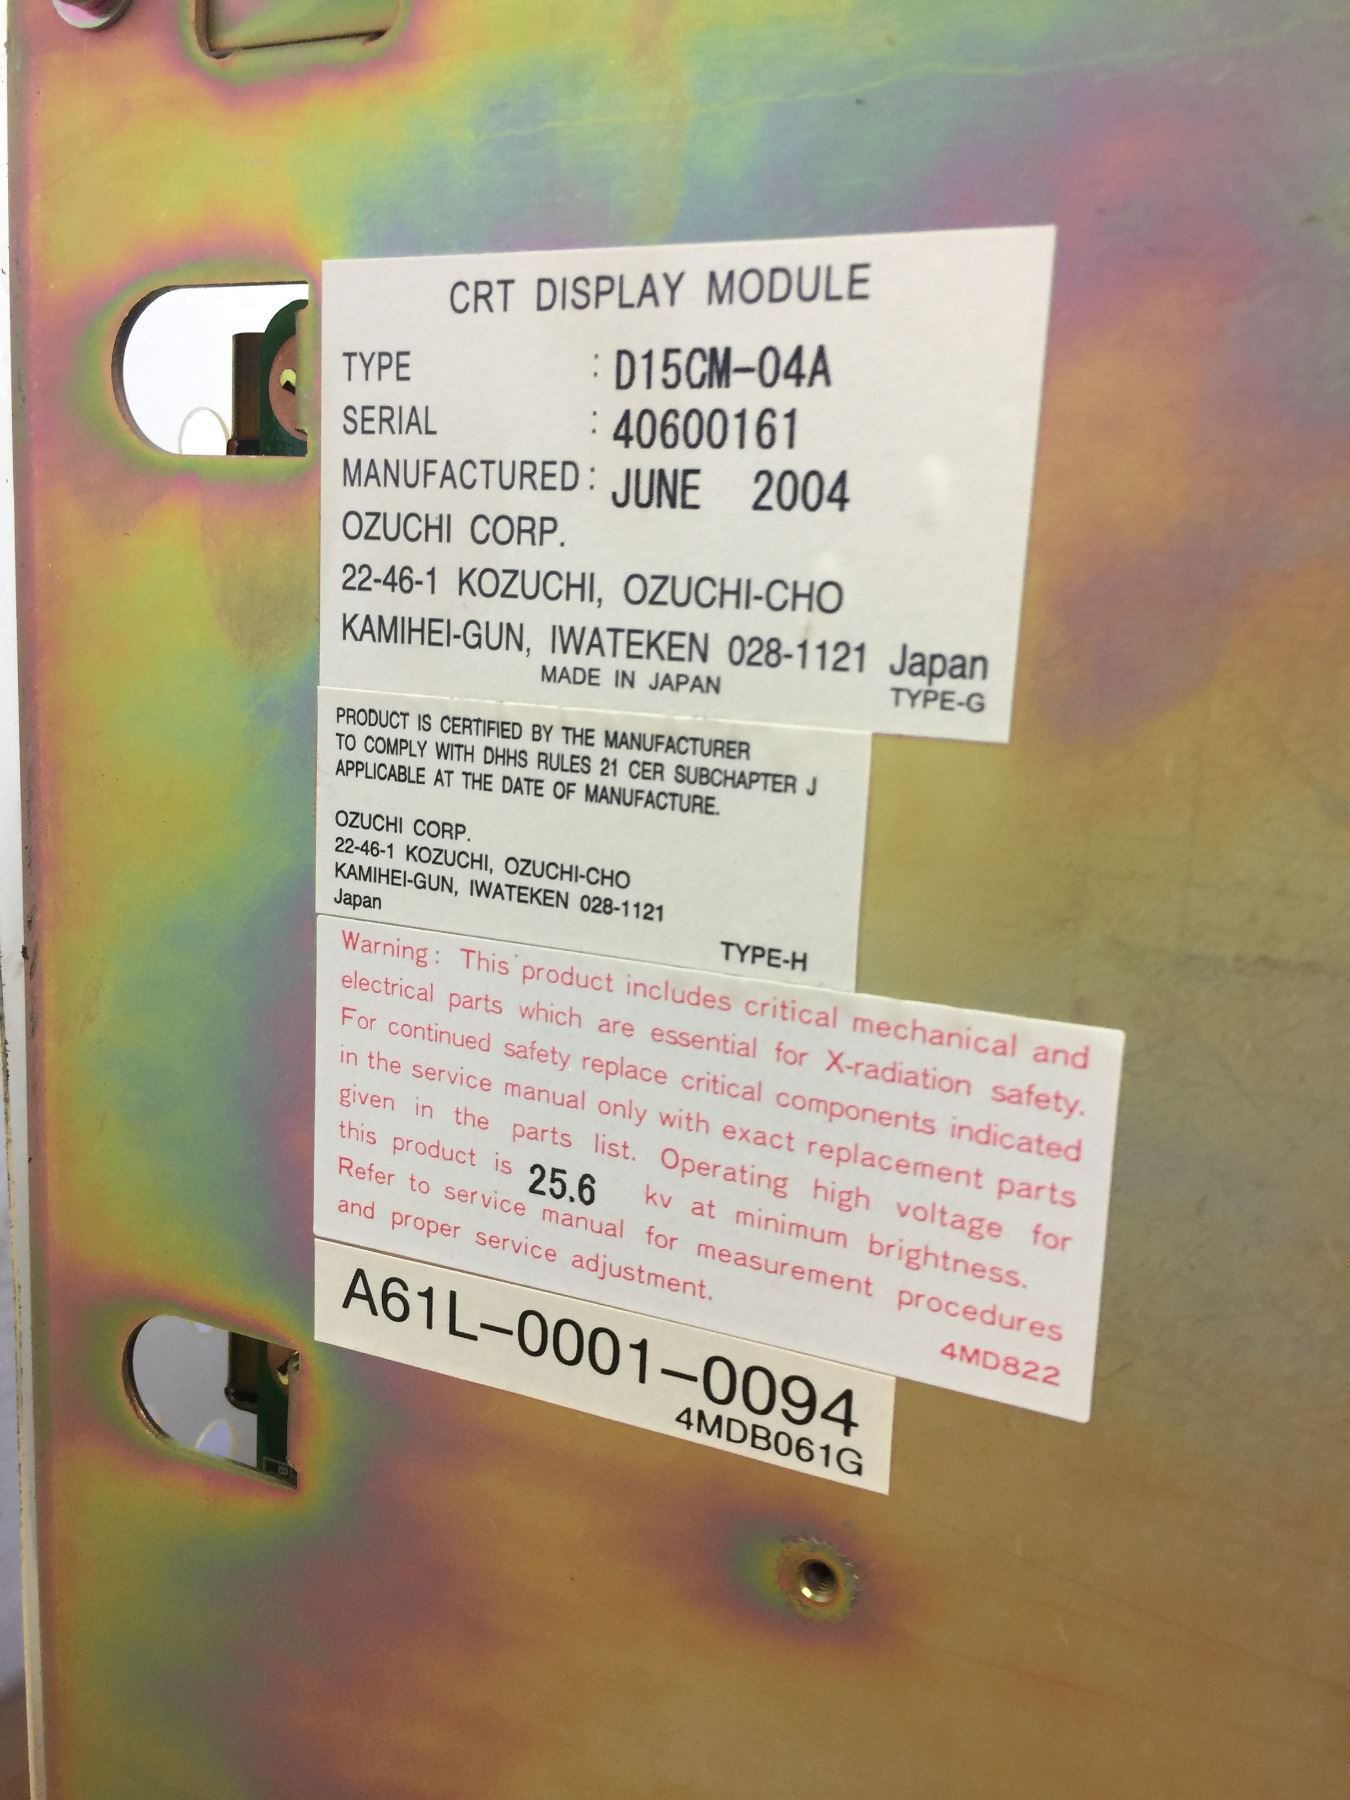 CRT DISPLAY MODULE
TYPE : D15CM-04A
SERIAL : 40600161
MANUFACTURED: JUNE 2004
OZUCHI CORP.
22-46-1 KOZUCHI, OZUCHI-CHO
KAMIHEI-GUN, IWATEKEN 028-1121 Japan
MADE IN JAPAN
TYPE-G
PRODUCT IS CERTIFIED BY THE MANUFACTURER
TO COMPLY WITH DHHS RULES 21 CER SUBCHAPTER J
APPLICABLE AT THE DATE OF MANUFACTURE.
OZUCHI CORP.
22-46-1 KOZUCHI, OZUCHI-CHO
KAMIHEI-GUN, IWATEKEN 028-1121
Japan
TYPE-H
Warning: This product includes critical mechanical and
electrical parts which are essential for X-radiation safety.
For continued safety replace critical components indicated
in the service manual only with exact replacement parts
given in the parts list. Operating high voltage for
this product is 25.6 kv at minimum brightness.
Refer to service manual for measurement procedures
and proper service adjustment.
4MD822
A61L-0001-0094
4MDB061G